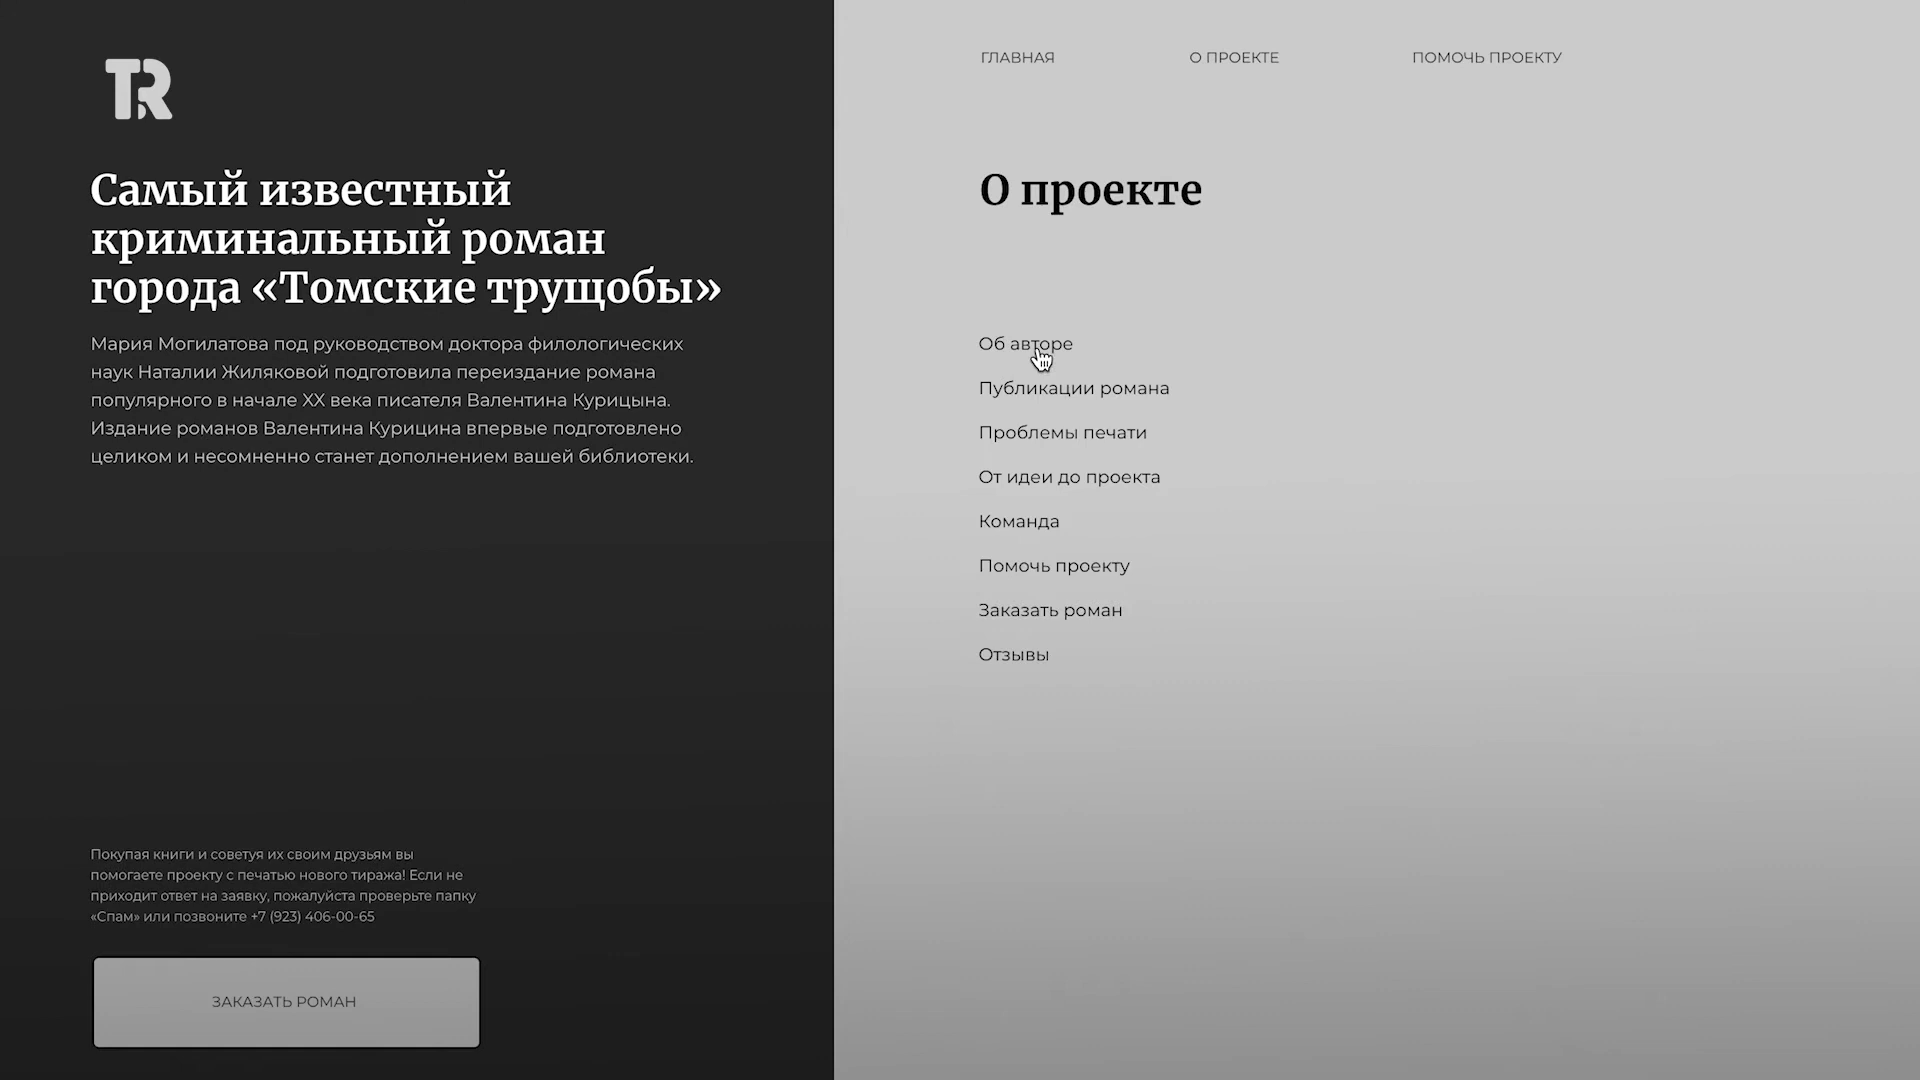 TR
Самый известный
криминальный роман
города «Томские трущобы»
Мария Могилатова под руководством доктора филологических
наук Наталии Жиляковой подготовила переиздание романа
популярного в начале XX века писателя Валентина Курицына.
Издание романов Валентина Курицина впервые подготовлено
целиком и несомненно станет дополнением вашей библиотеки.
Покупая книги и советуя их своим друзьям вы
помогаете проекту с печатью нового тиража! Если не
приходит ответ на заявку, пожалуйста проверьте папку
«Спам» или позвоните +7 (923) 406-00-65
ЗАКАЗАТЬ РОМАН
ГЛАВНАЯ
О ПРОЕКТЕ
ПОМОЧЬ ПРОЕКТУ
О проекте
Об авторе
Публикации романа
Проблемы печати
От идеи до проекта
Команда
Помочь проекту
Заказать роман
Отзывы